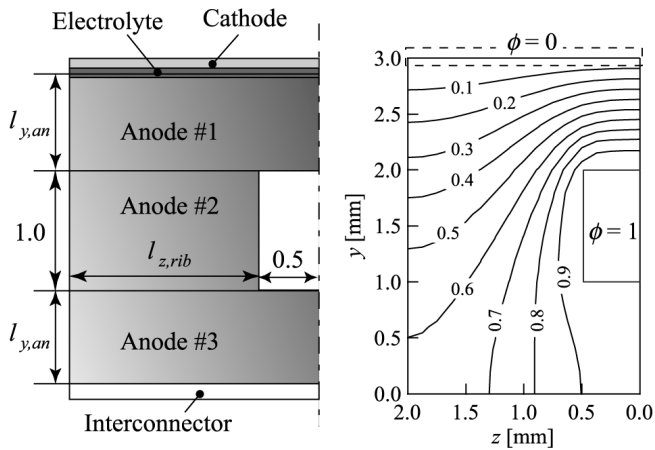 Electrolyte
Cathode
l y,an
Anode #1
1.0
Anode #2
l z,rib
0.5
l y,an
Anode #3
Interconnector
ϕ = 0
3.0
2.5
2.0
1.5
1.0
0.5
0.0
y [mm]
0.1
0.2
0.3
0.4
0.5
0.6
0.7
0.8
0.9
ϕ = 1
2.0 1.5 1.0 0.5 0.0
z [mm]